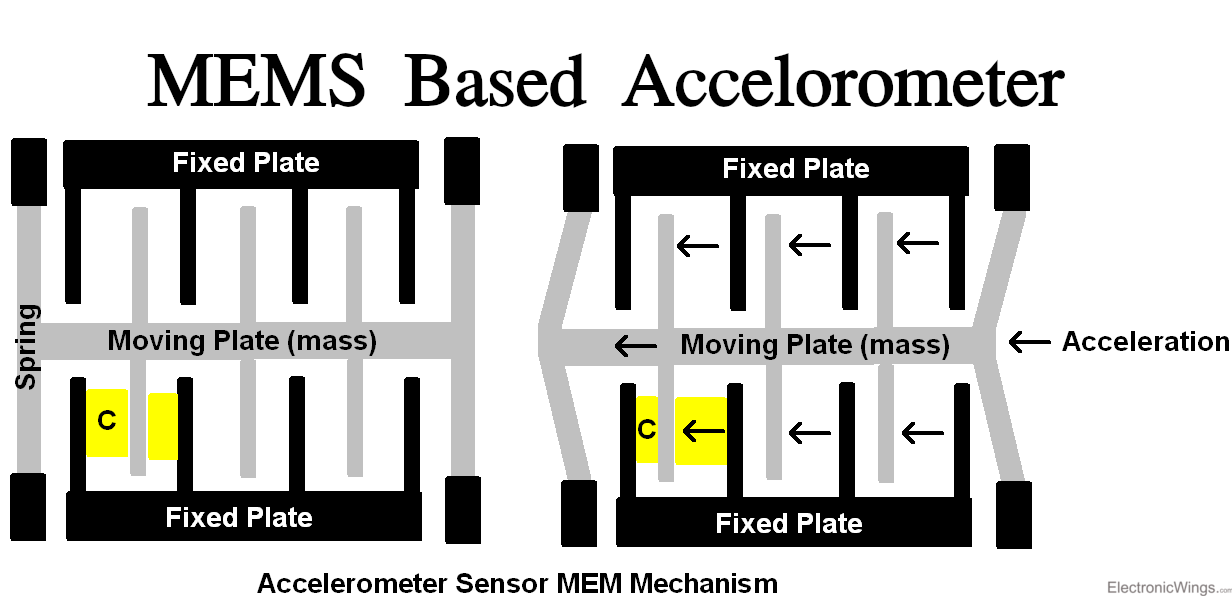 MEMS Based Accelorometer
Fixed Plate
Fixed Plate
Spring
Moving Plate (mass)
Moving Plate (mass)
Acceleration
C
C
Fixed Plate
Fixed Plate
Accelerometer Sensor MEM Mechanism
ElectronicWings.com